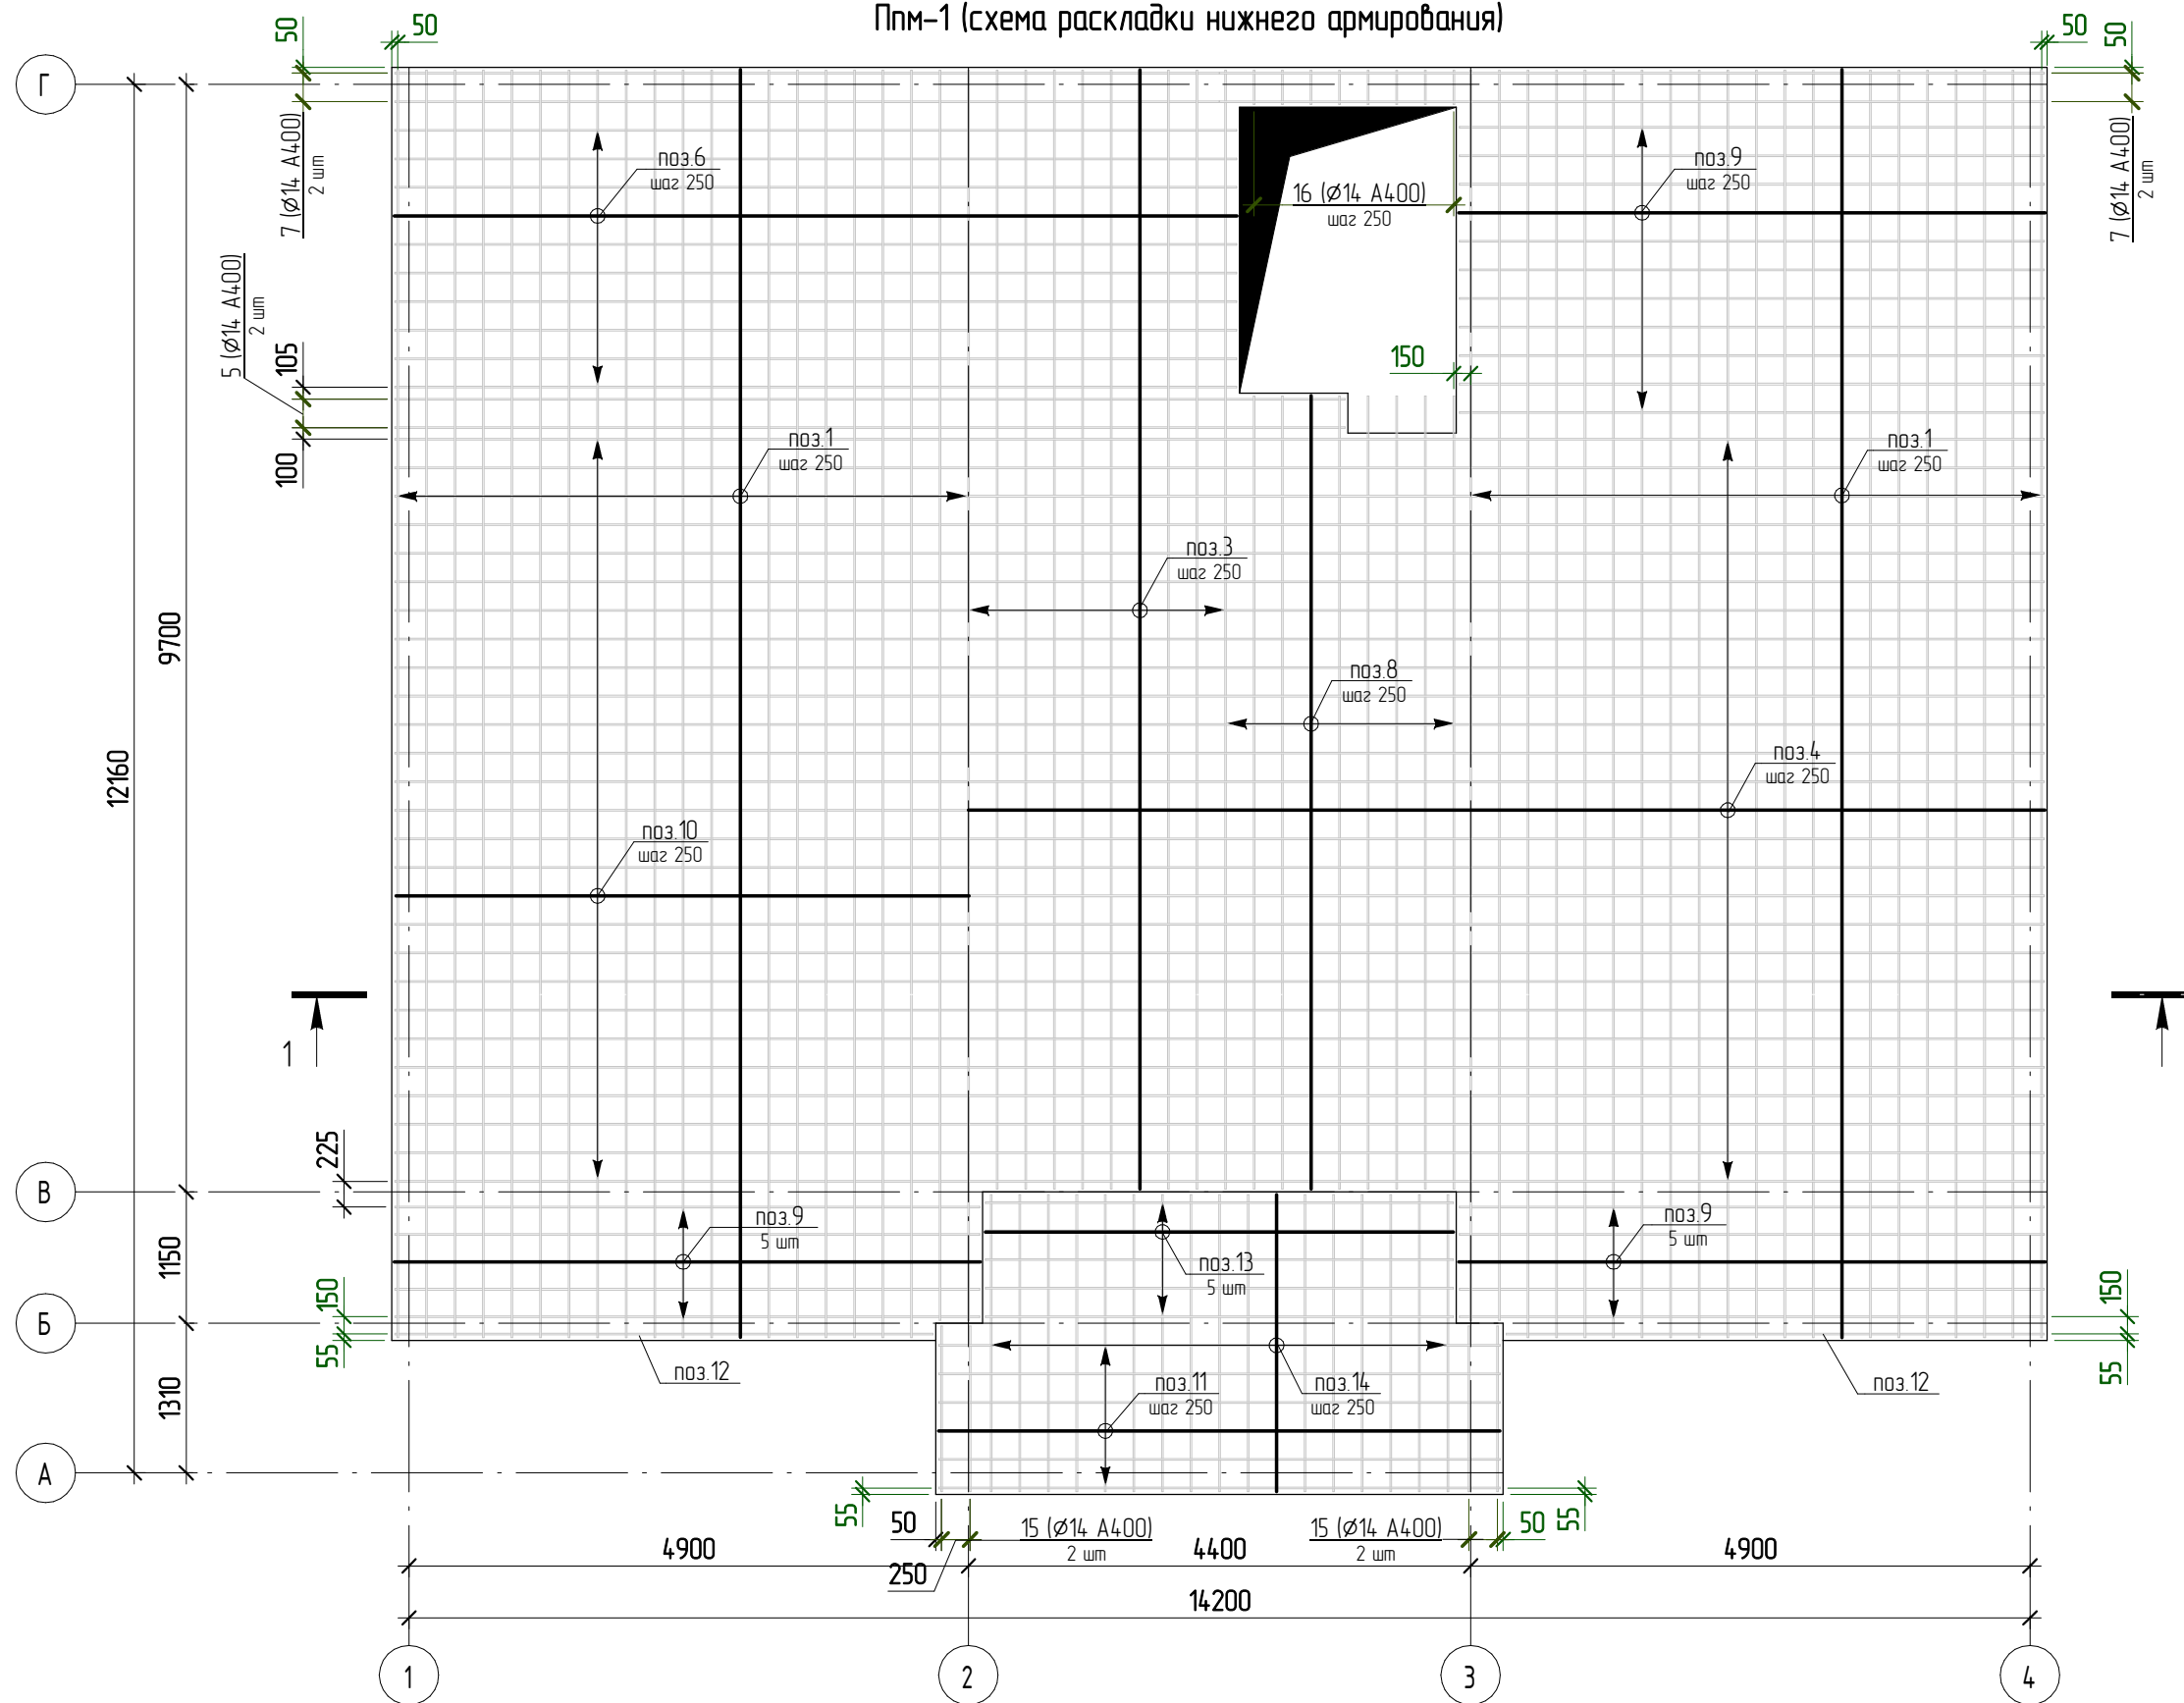 Ппм-1 (схема раскладки нижнего армирования)
50
50
50
50
Г
7 (Ø14 А400)
2 шт
поз.6
шаг 250
16 (Ø14 А400)
шаг 250
поз.9
шаг 250
7 (Ø14 А400)
2 шт
5 (Ø14 А400)
2 шт
105
100
150
поз.1
шаг 250
поз.1
шаг 250
поз.3
шаг 250
9700
12160
поз.8
шаг 250
поз.4
шаг 250
поз.10
шаг 250
1
225
В
поз.9
5 шт
поз.9
5 шт
1150
поз.13
5 шт
150
150
Б
55
55
поз.12
поз.12
1310
поз.11
шаг 250
поз.14
шаг 250
А
55
55
50
15 (Ø14 А400)
2 шт
15 (Ø14 А400)
2 шт
50
250
4900
4400
4900
14200
1
2
3
4